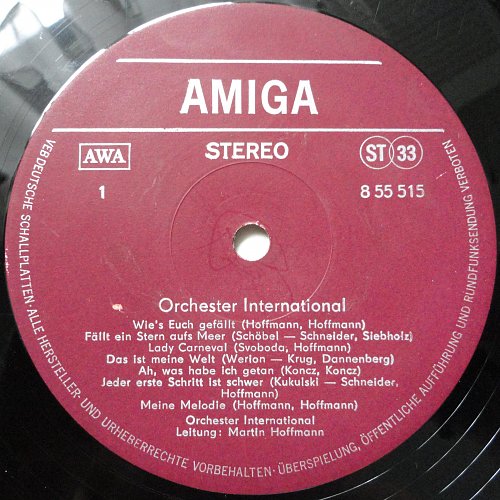 AMIGA
AWA
STEREO
ST 33
1
8 55 515
Orchester International
Wie's Euch gefällt (Hoffmann, Hoffmann)
Fällt ein Stern aufs Meer (Schöbel — Schneider, Siebholz)
Lady Carneval (Svoboda, Hoffmann)
Das ist meine Welt (Werion — Krug, Dannenberg)
Ah, was habe ich getan (Koncz, Koncz)
Jeder erste Schritt ist schwer (Kukulski — Schneider,
Hoffmann)
Meine Melodie (Hoffmann, Hoffmann)
Orchester International
Leitung: Martin Hoffmann
VEB DEUTSCHE SCHALLPLATTEN · ALLE HERSTELLER- UND URHEBERRECHTE VORBEHALTEN · ÜBERSPIELUNG, ÖFFENTLICHE AUFFÜHRUNG UND RUNDFUNKSENDUNG VERBOTEN